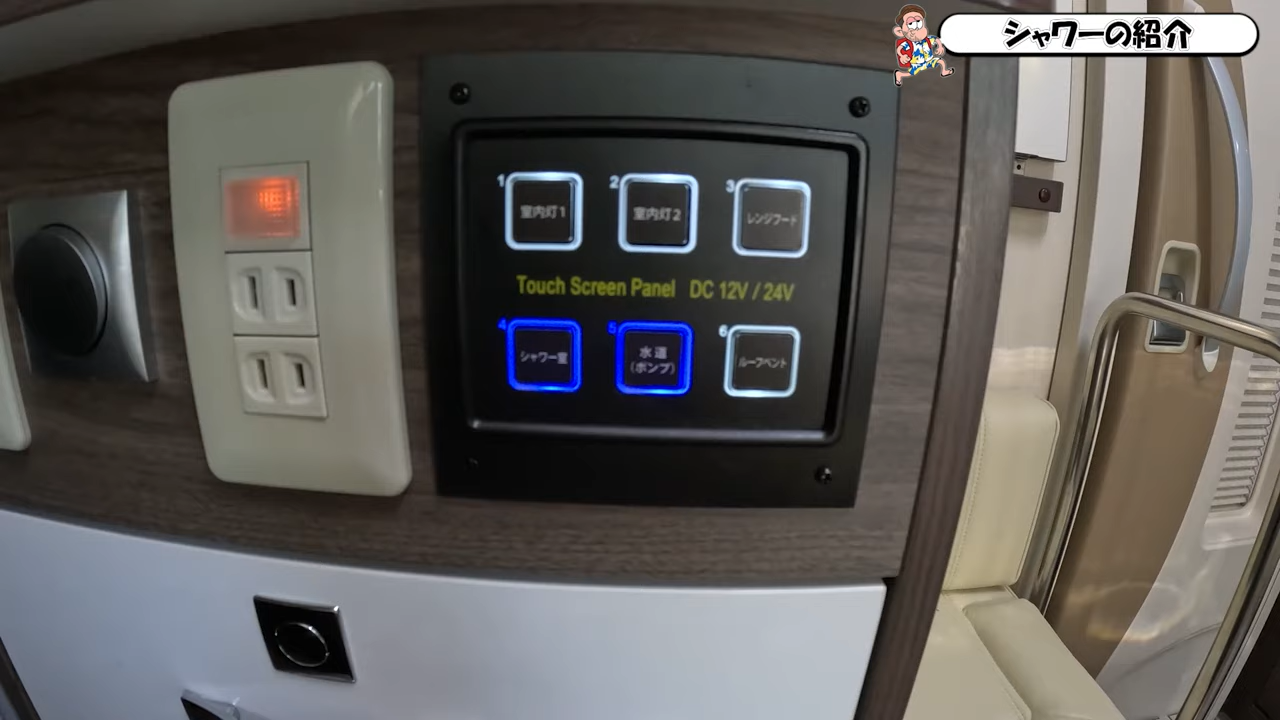 シャワーの紹介
1 室内灯1
2 室内灯2
3 レンジフード
Touch Screen Panel DC 12V / 24V
4 シャワー室
5 水道
(ポンプ)
6 ルーフベント